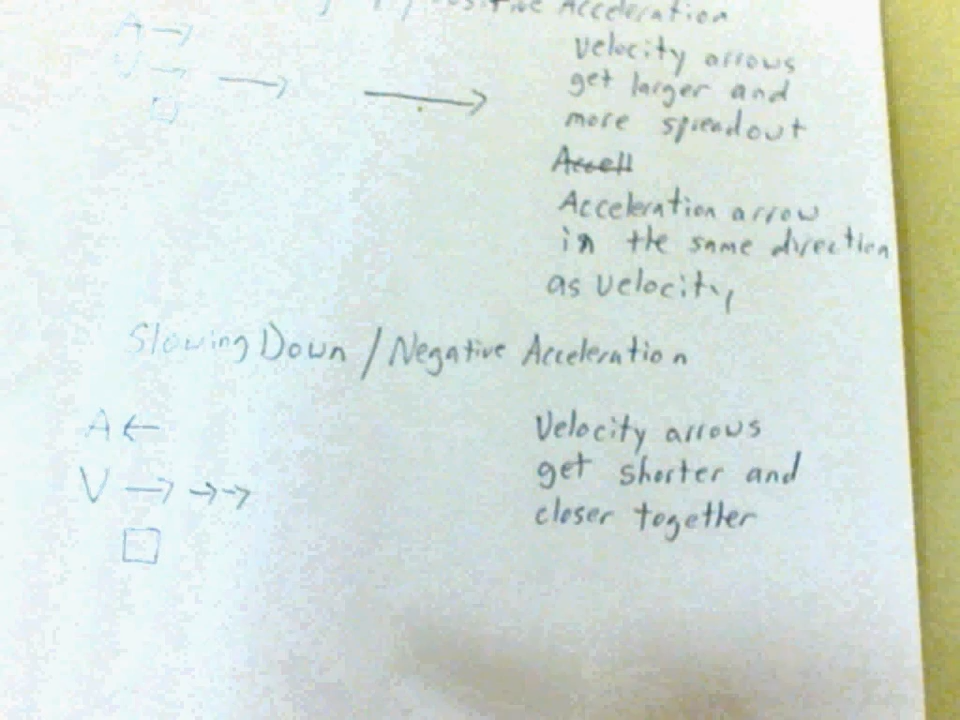 Positive Acceleration
A →
Velocity arrows
get larger and
V → → →
more spreadout
Accell
Acceleration arrow
in the same direction
as velocity
Slowing Down / Negative Acceleration
A ←
Velocity arrows
get shorter and
V → → →
closer together